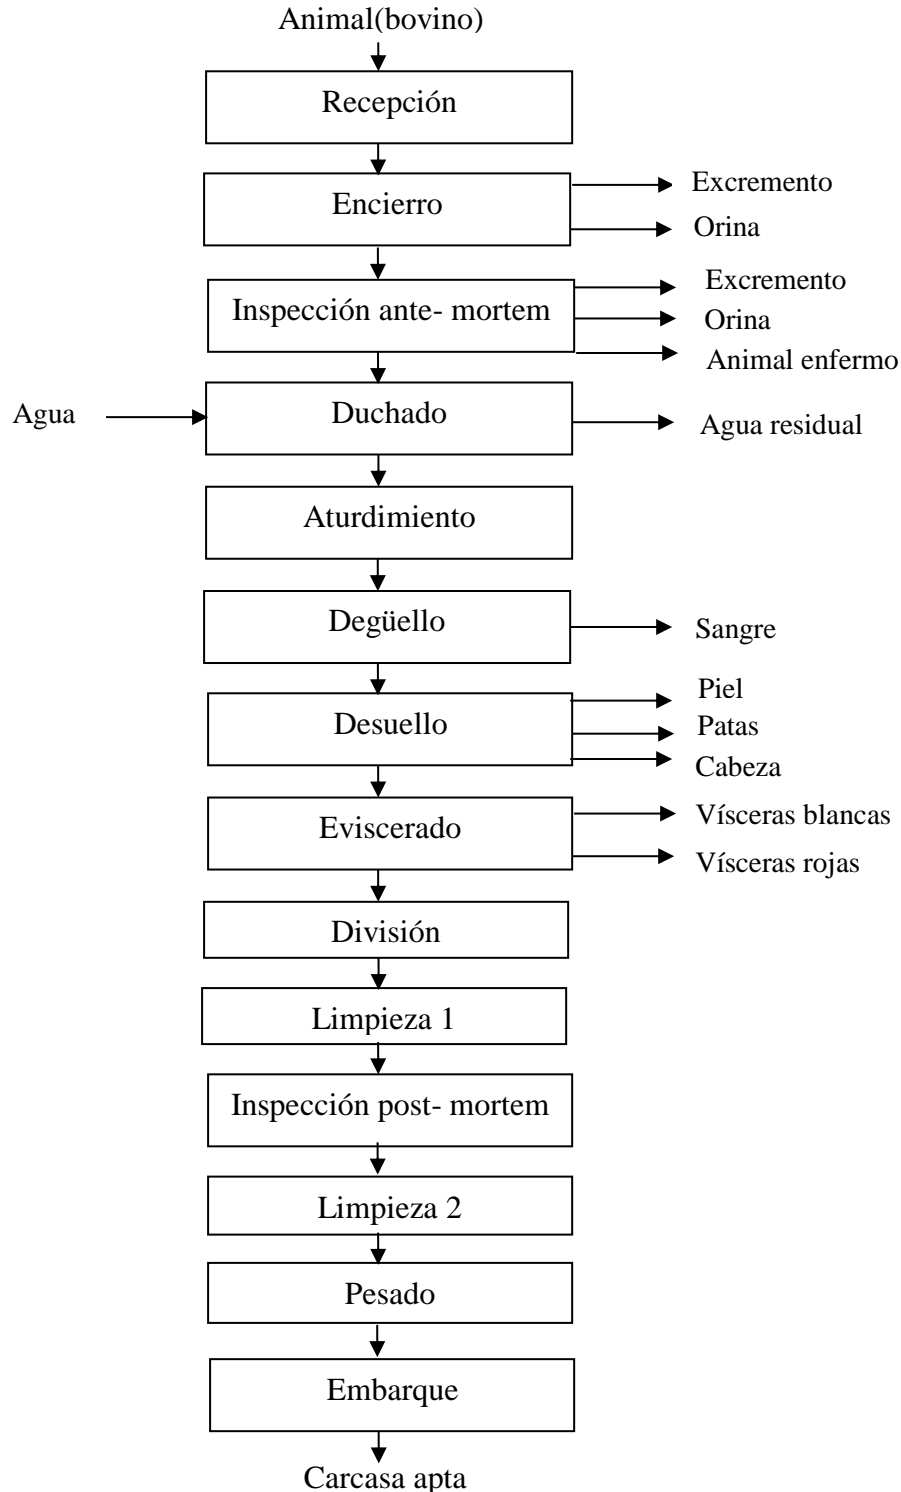 Animal(bovino)
Recepción
Encierro
Excremento
Orina
Inspección ante- mortem
Excremento
Orina
Animal enfermo
Agua
Duchado
Agua residual
Aturdimiento
Degüello
Sangre
Desuello
Piel
Patas
Cabeza
Eviscerado
Vísceras blancas
Vísceras rojas
División
Limpieza 1
Inspección post- mortem
Limpieza 2
Pesado
Embarque
Carcasa apta